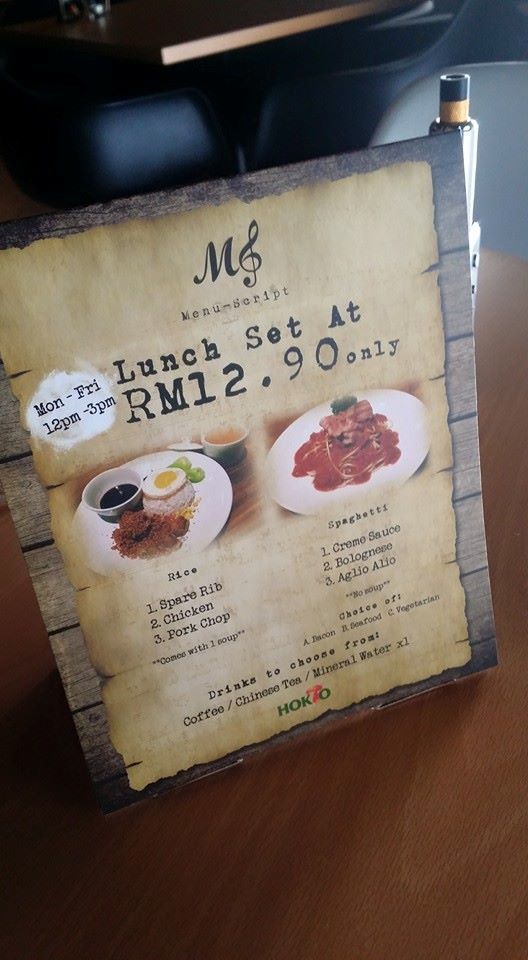 M
Menu-Script
Lunch Set At
RM12.90 only
Mon - Fri
12pm -3pm
Rice
1. Spare Rib
2. Chicken
3. Pork Chop
**Comes with 1 soup**
Spaghetti
1. Creme Sauce
2. Bolognese
3. Aglio Alio
**No soup**
Choice of:
A. Bacon B. Seafood C. Vegetarian
Drinks to choose from:
Coffee / Chinese Tea / Mineral Water x1